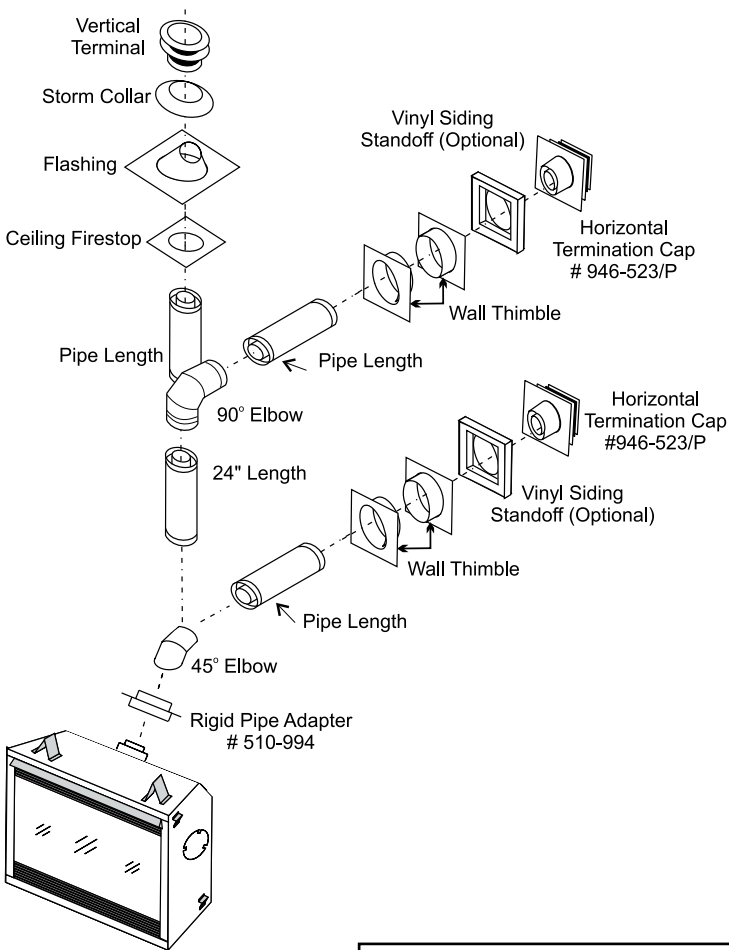 Vertical
Terminal
Storm Collar
Flashing
Ceiling Firestop
Vinyl Siding
Standoff (Optional)
Horizontal
Termination Cap
# 946-523/P
Wall Thimble
Pipe Length
Pipe Length
90° Elbow
24" Length
Horizontal
Termination Cap
#946-523/P
Vinyl Siding
Standoff (Optional)
Wall Thimble
Pipe Length
45° Elbow
Rigid Pipe Adapter
# 510-994